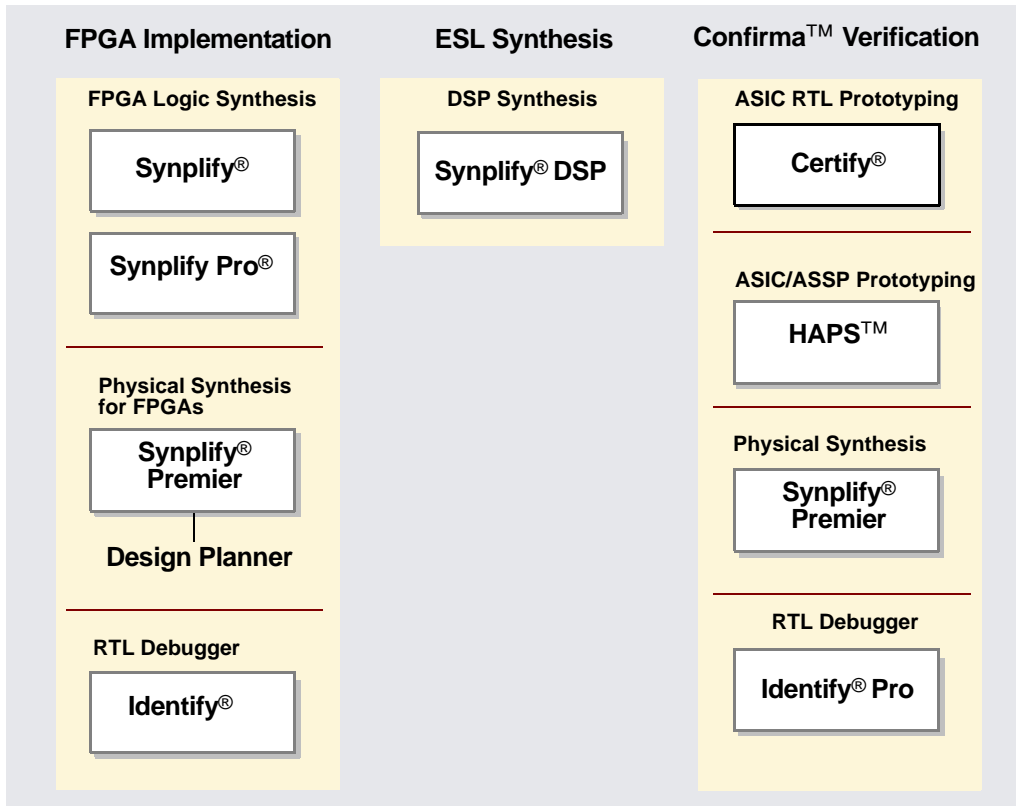 FPGA Implementation
FPGA Logic Synthesis
Synplify®
Synplify Pro®
Physical Synthesis
for FPGAs
Synplify®
Premier
Design Planner
RTL Debugger
Identify®
ESL Synthesis
DSP Synthesis
Synplify® DSP
Confirma™ Verification
ASIC RTL Prototyping
Certify®
ASIC/ASSP Prototyping
HAPS™
Physical Synthesis
Synplify®
Premier
RTL Debugger
Identify® Pro